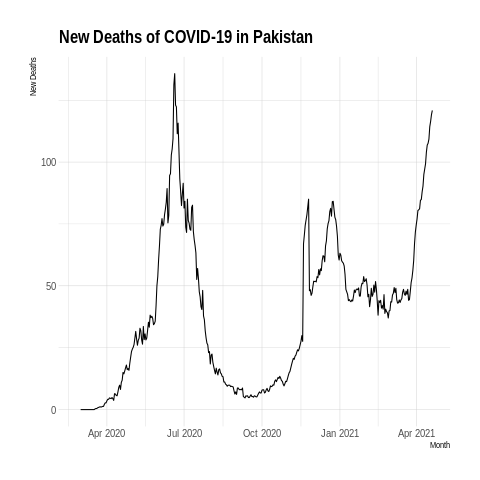 New Deaths of COVID-19 in Pakistan
New Deaths
100
50
0
Apr 2020 Jul 2020 Oct 2020 Jan 2021 Apr 2021
Month